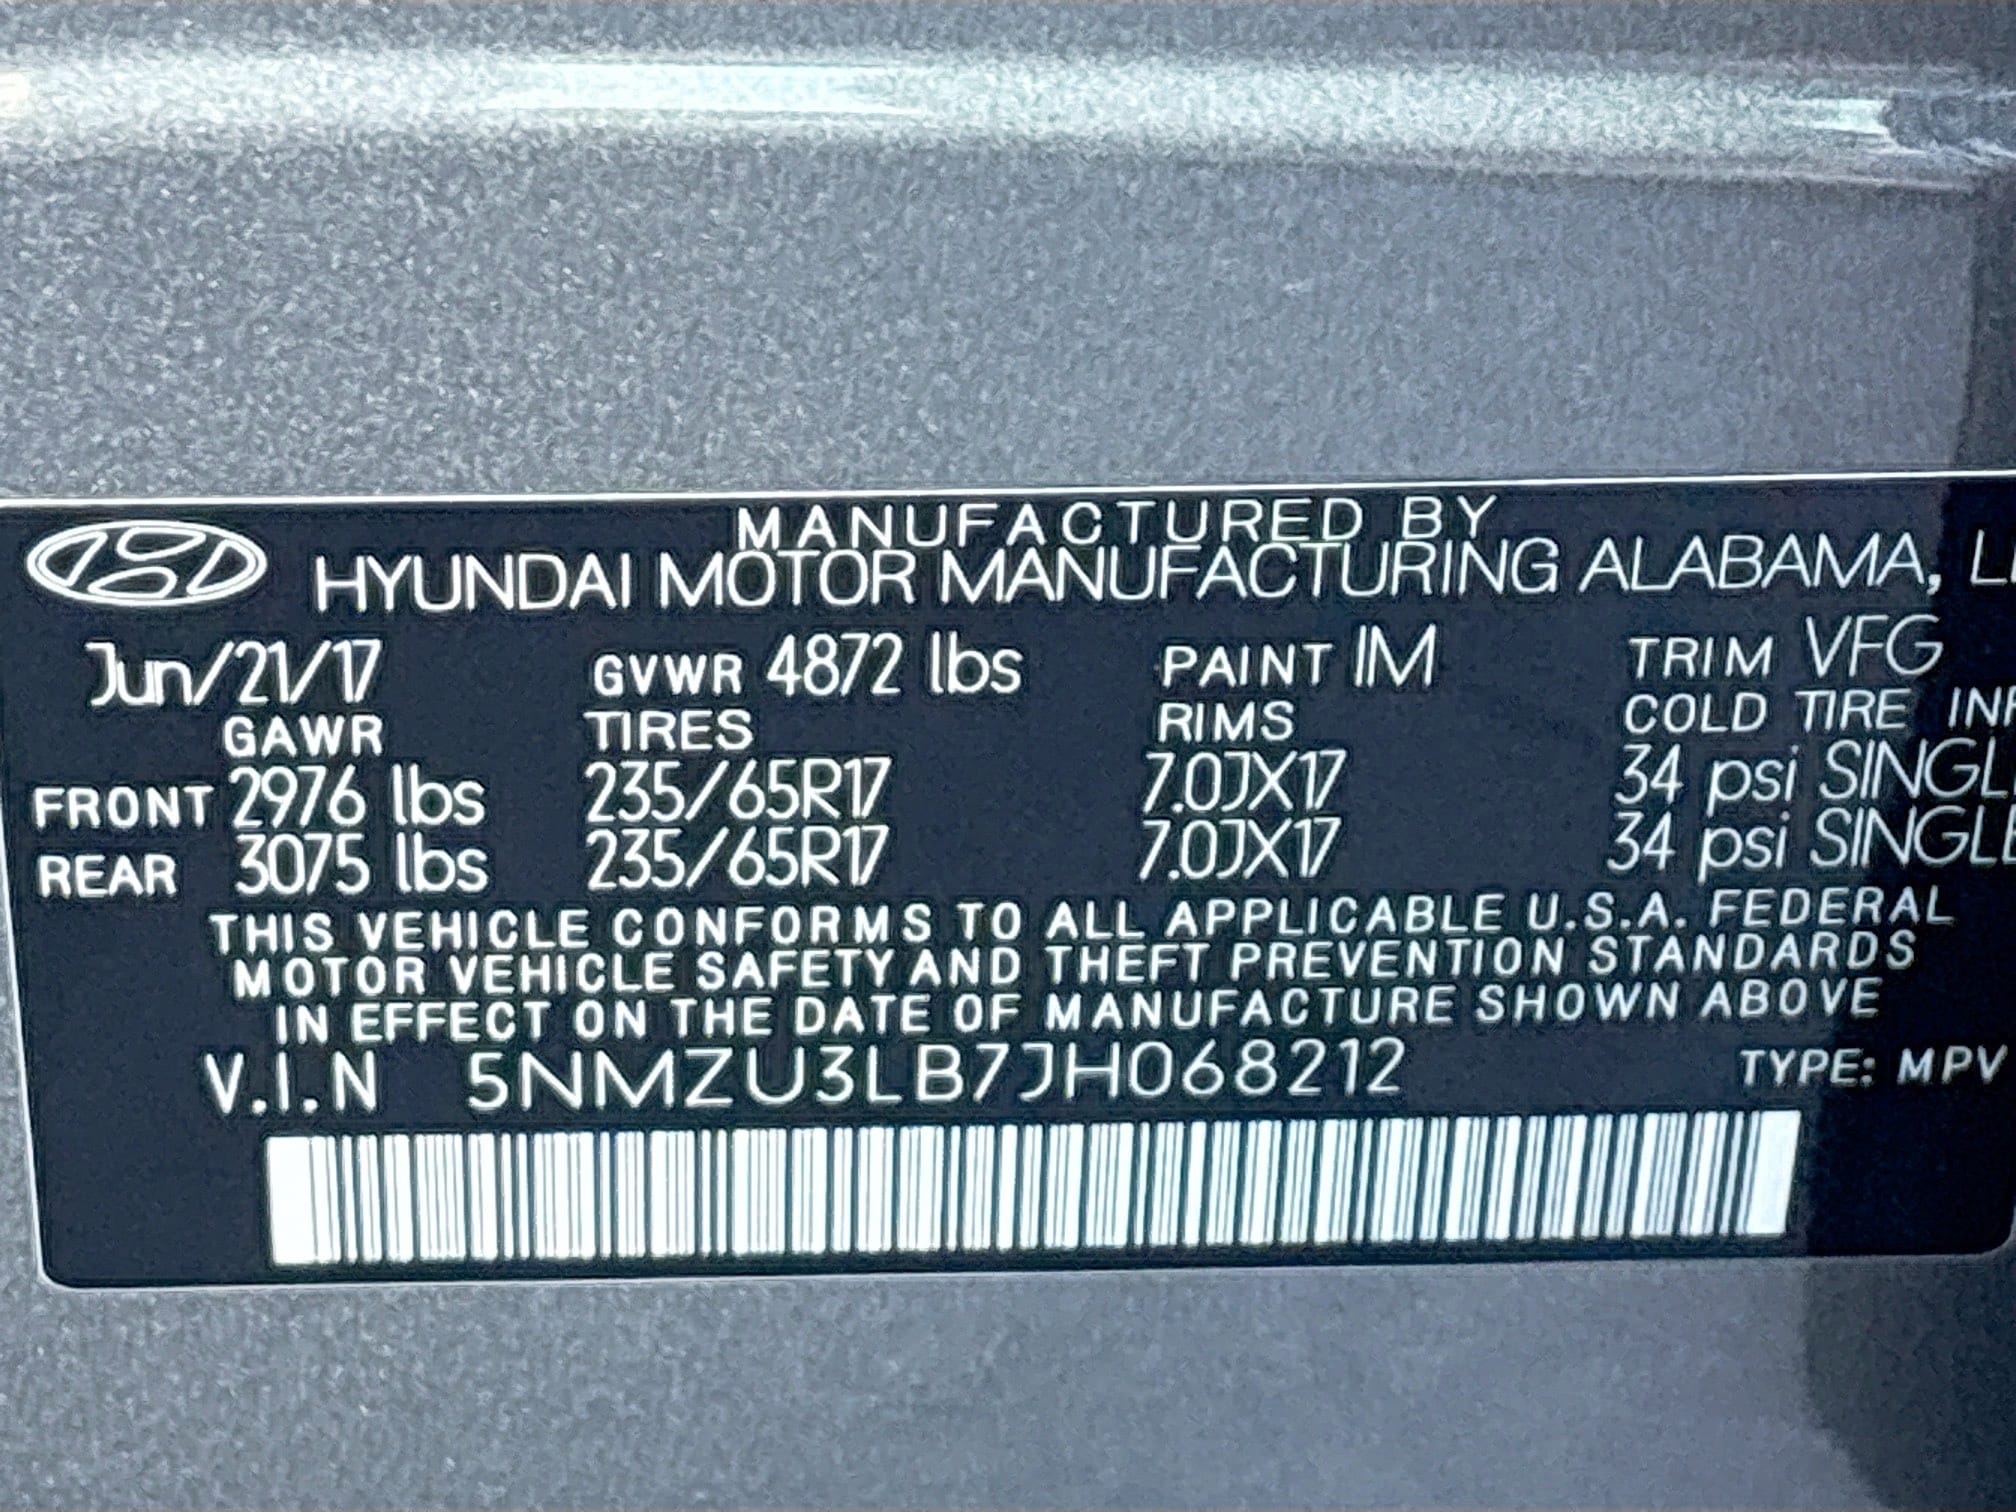 MANUFACTURED BY
HYUNDAI MOTOR MANUFACTURING ALABAMA,
Jun/21/17 GVWR 4872 lbs PAINT IM TRIM VFG
GAWR TIRES RIMS COLD TIRE
FRONT 2976 lbs 235/65R17 7.0JX17 34 psi SINGL
REAR 3075 lbs 235/65R17 7.0JX17 34 psi SINGLE
THIS VEHICLE CONFORMS TO ALL APPLICABLE U.S.A. FEDERAL
MOTOR VEHICLE SAFETY AND THEFT PREVENTION STANDARDS
IN EFFECT ON THE DATE OF MANUFACTURE SHOWN ABOVE
V.I.N 5NMZU3LB7JH068212 TYPE: MPV